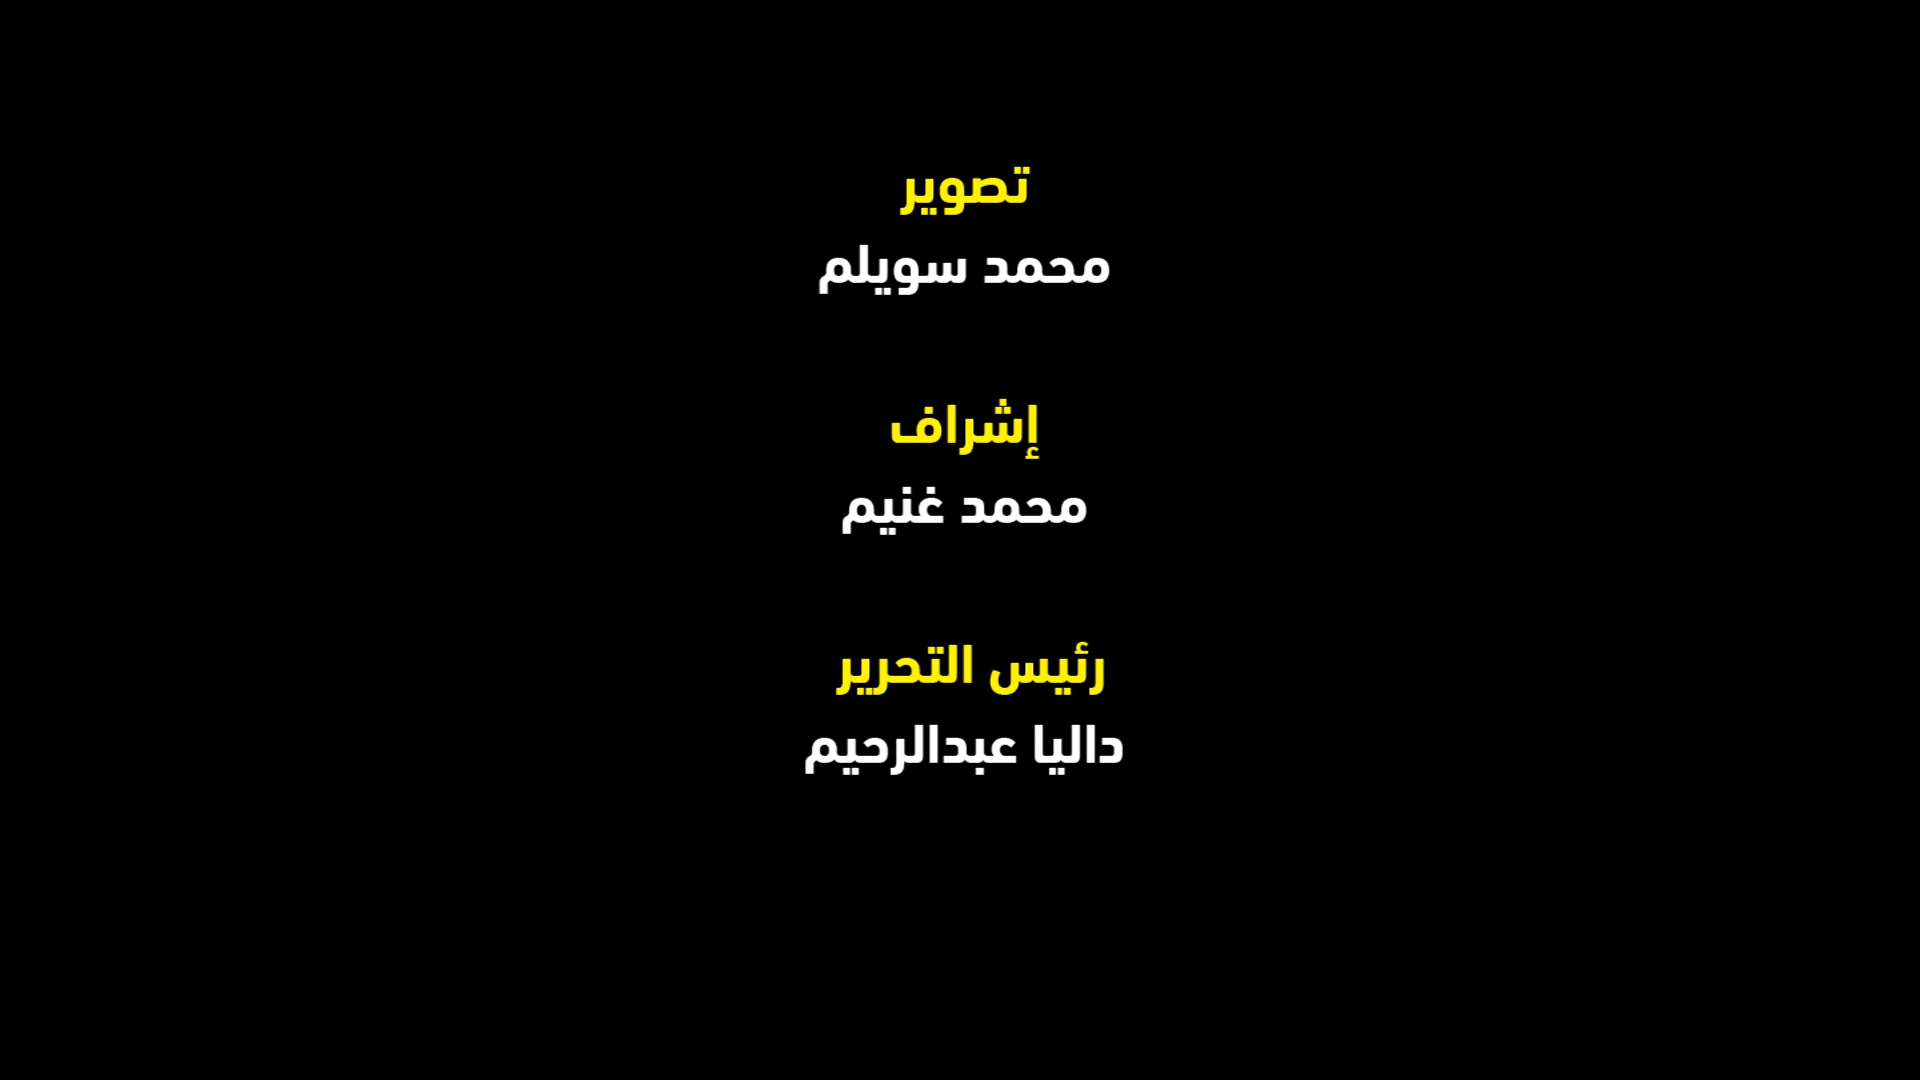 تصوير
محمد سويلم
إشراف
محمد غنيم
رئيس التحرير
داليا عبدالرحيم